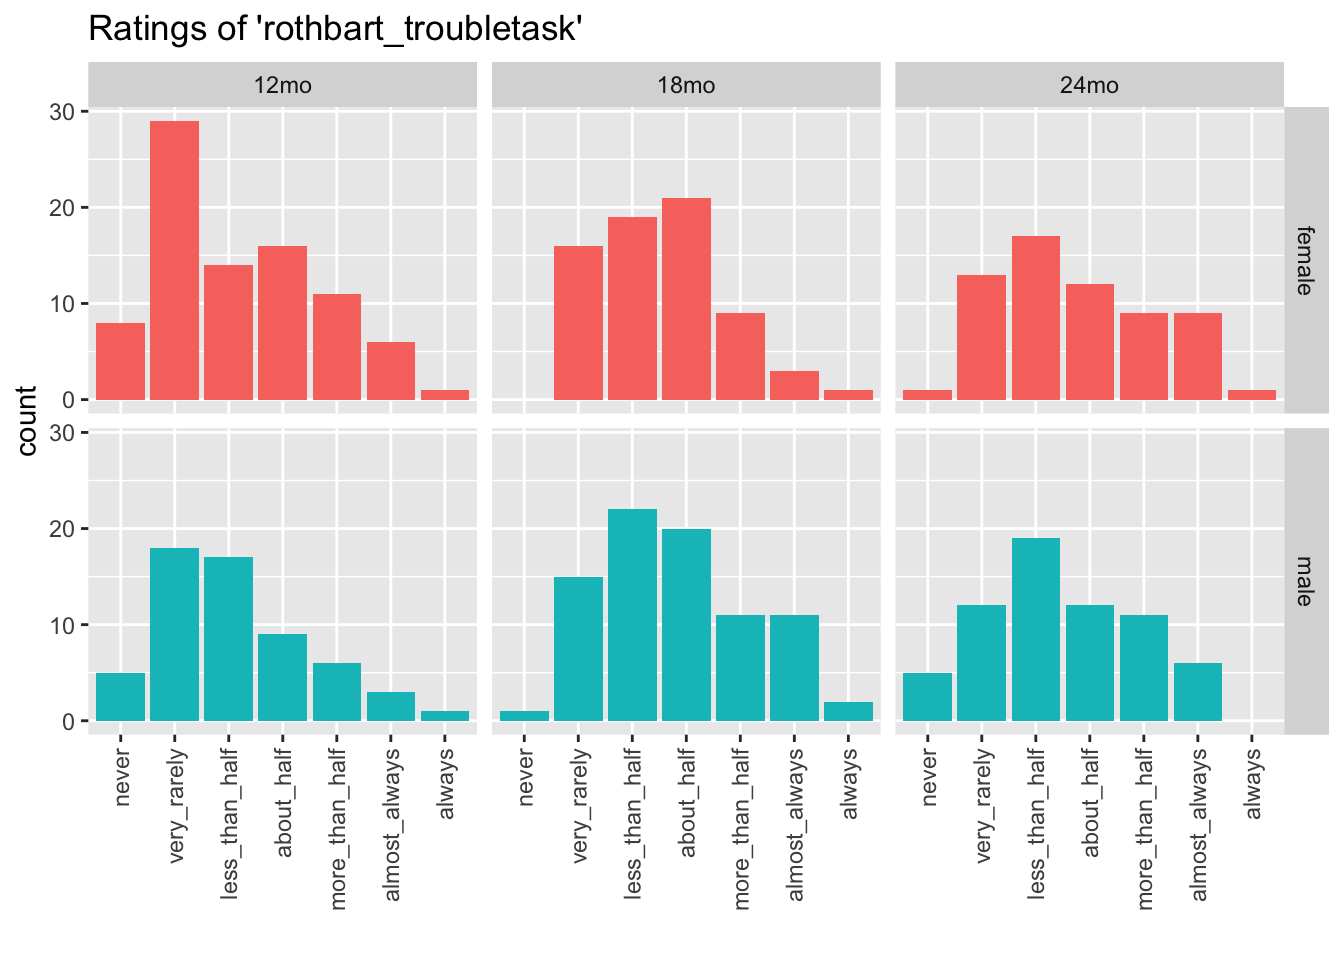 Ratings of 'rothbart_troubletask'
12mo
18mo
24mo
30
20
10
0
female
count
30
20
10
0
male
never
very_rarely
less_than_half
about_half
more_than_half
almost_always
always
never
very_rarely
less_than_half
about_half
more_than_half
almost_always
always
never
very_rarely
less_than_half
about_half
more_than_half
almost_always
always